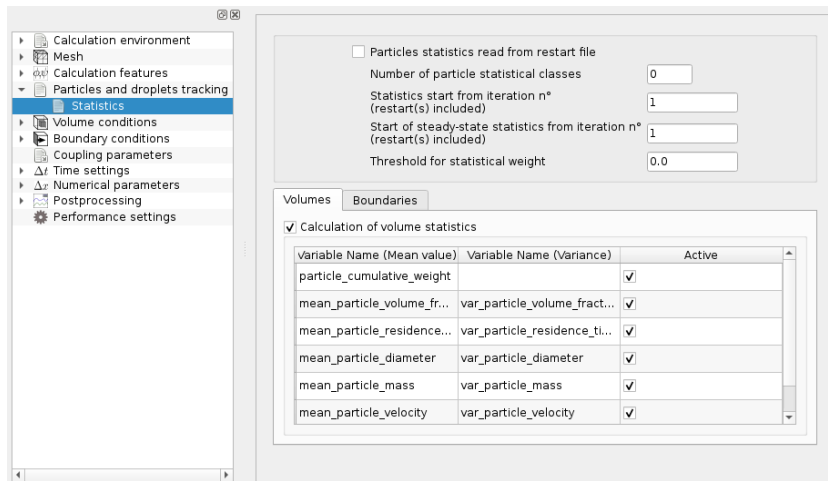 Calculation environment
Mesh
Calculation features
Particles and droplets tracking
Statistics
Volume conditions
Boundary conditions
Coupling parameters
Δt Time settings
Δx Numerical parameters
Postprocessing
Performance settings
Particles statistics read from restart file
Number of particle statistical classes 0
Statistics start from iteration n°
(restart(s) included) 1
Start of steady-state statistics from iteration n°
(restart(s) included) 1
Threshold for statistical weight 0.0
Volumes Boundaries
Calculation of volume statistics
Variable Name (Mean value) Variable Name (Variance) Active
particle_cumulative_weight
mean_particle_volume_fr... var_particle_volume_fract...
mean_particle_residence... var_particle_residence_ti...
mean_particle_diameter var_particle_diameter
mean_particle_mass var_particle_mass
mean_particle_velocity var_particle_velocity